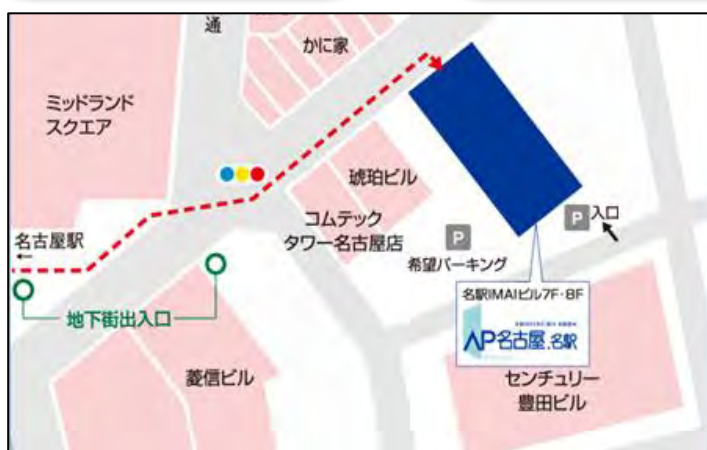 通
かに家
ミッドランド
スクエア
琥珀ビル
コムテック
タワー名古屋店
P
入口
P
希望パーキング
名古屋駅
←
地下街出入口
名駅IMAIビル7F・8F
AP名古屋.名駅
菱信ビル
センチュリー
豊田ビル